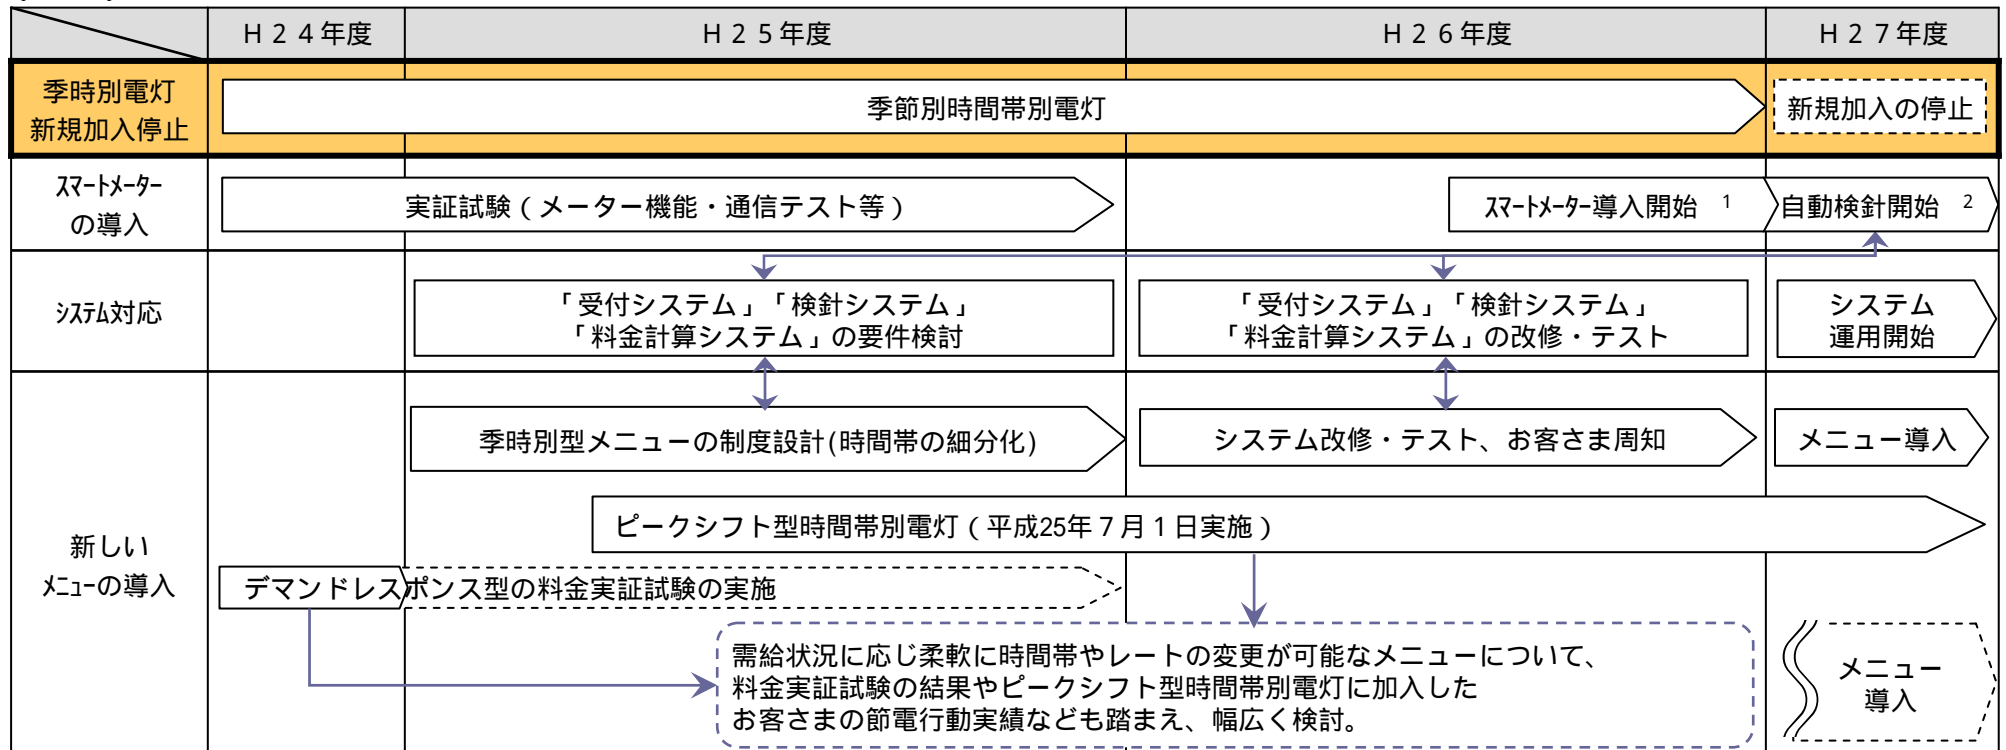 Ｈ２４年度
Ｈ２５年度
Ｈ２６年度
Ｈ２７年度
季時別電灯
新規加入停止
季節別時間帯別電灯
新規加入の停止
ｽﾏｰﾄﾒｰﾀｰ
の導入
実証試験（メーター機能・通信テスト等）
ｽﾏｰﾄﾒｰﾀｰ導入開始 1
自動検針開始 2
ｼｽﾃﾑ対応
「受付システム」「検針システム」
「料金計算システム」の要件検討
「受付システム」「検針システム」
「料金計算システム」の改修・テスト
システム
運用開始
新しい
ﾒﾆｭｰの導入
季時別型メニューの制度設計(時間帯の細分化)
システム改修・テスト、お客さま周知
メニュー導入
ピークシフト型時間帯別電灯（平成25年７月１日実施）
デマンドレスポンス型の料金実証試験の実施
需給状況に応じ柔軟に時間帯やレートの変更が可能なメニューについて、
料金実証試験の結果やピークシフト型時間帯別電灯に加入した
お客さまの節電行動実績なども踏まえ、幅広く検討。
メニュー
導入